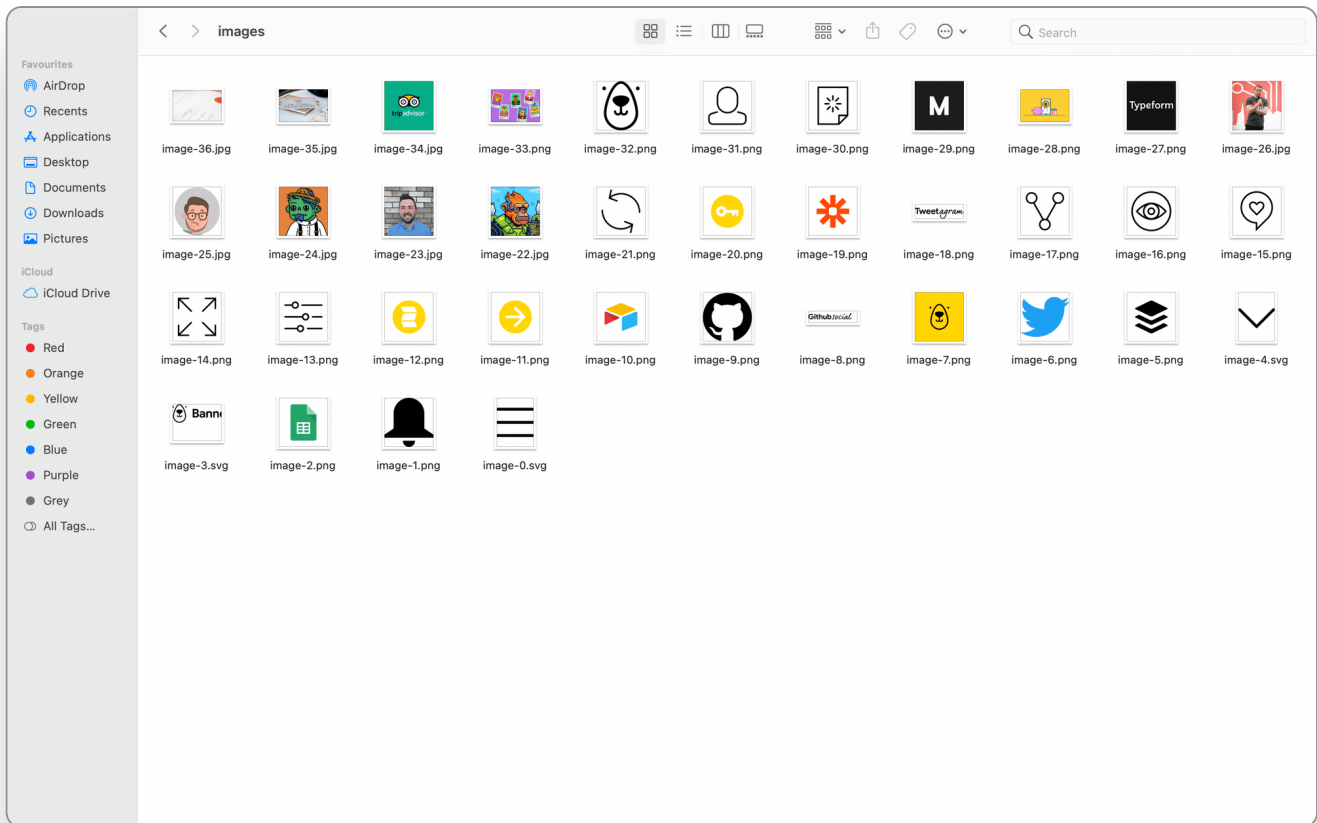 images
Search
Favourites
AirDrop
Recents
Applications
Desktop
Documents
Downloads
Pictures
iCloud
iCloud Drive
Tags
Red
Orange
Yellow
Green
Blue
Purple
Grey
All Tags...
tripadvisor
M
Typeform
image-36.jpg image-35.jpg image-34.jpg image-33.png image-32.png image-31.png image-30.png image-29.png image-28.png image-27.png image-26.jpg
Tweetagram
image-25.jpg image-24.jpg image-23.jpg image-22.jpg image-21.png image-20.png image-19.png image-18.png image-17.png image-16.png image-15.png
Githubsocial
image-14.png image-13.png image-12.png image-11.png image-10.png image-9.png image-8.png image-7.png image-6.png image-5.png image-4.svg
Bann
image-3.svg image-2.png image-1.png image-0.svg